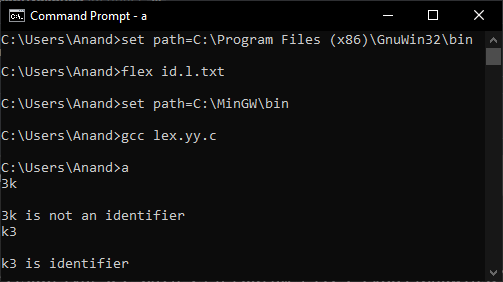 Command Prompt - a
C:\Users\Anand>set path=C:\Program Files (x86)\GnuWin32\bin
C:\Users\Anand>flex id.l.txt
C:\Users\Anand>set path=C:\MinGW\bin
C:\Users\Anand>gcc lex.yy.c
C:\Users\Anand>a
3k
3k is not an identifier
k3
k3 is identifier